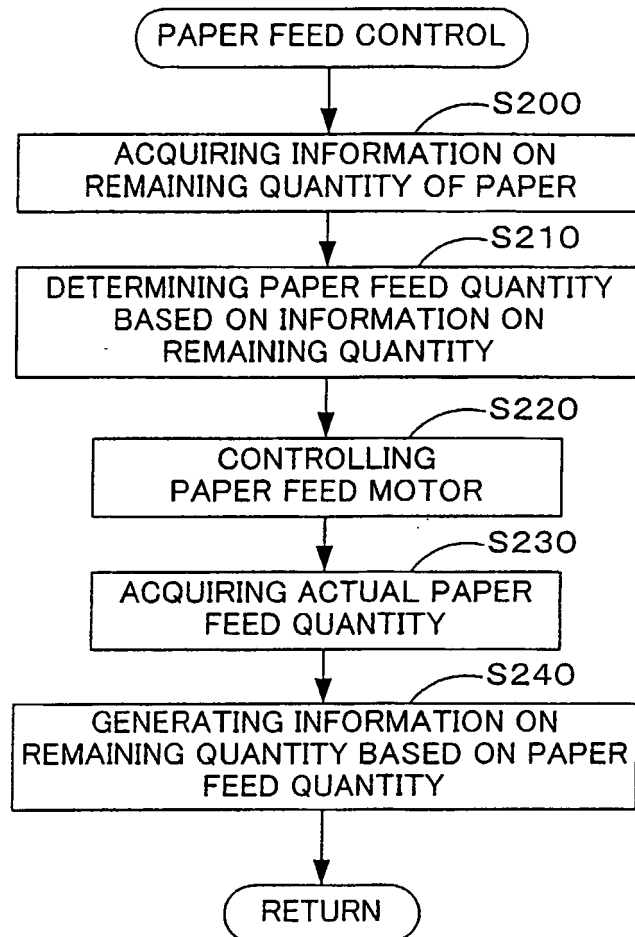 PAPER FEED CONTROL
S200
ACQUIRING INFORMATION ON
REMAINING QUANTITY OF PAPER
S210
DETERMINING PAPER FEED QUANTITY
BASED ON INFORMATION ON
REMAINING QUANTITY
S220
CONTROLLING
PAPER FEED MOTOR
S230
ACQUIRING ACTUAL PAPER
FEED QUANTITY
S240
GENERATING INFORMATION ON
REMAINING QUANTITY BASED ON PAPER
FEED QUANTITY
RETURN